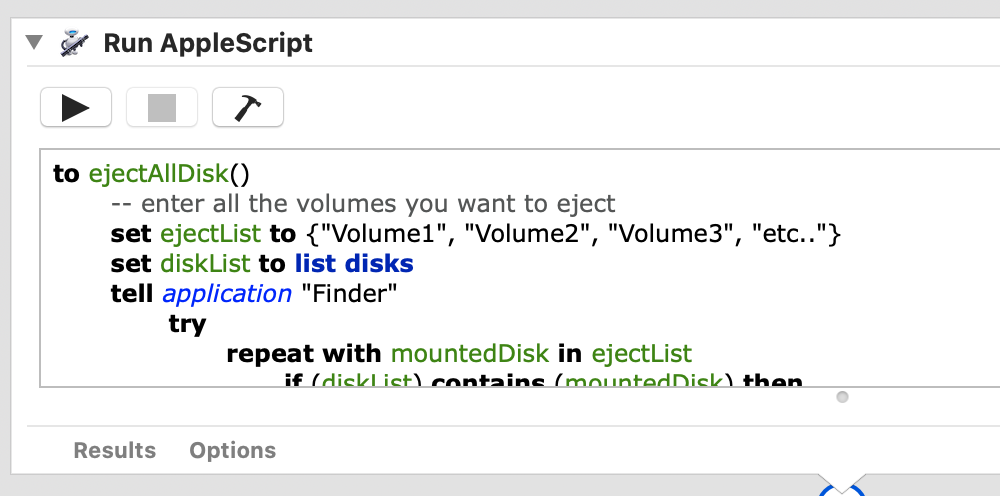 Run AppleScript
to ejectAllDisk()
-- enter all the volumes you want to eject
set ejectList to {"Volume1", "Volume2", "Volume3", "etc.."}
set diskList to list disks
tell application "Finder"
try
repeat with mountedDisk in ejectList
if (diskList) contains (mountedDisk) then
Results Options